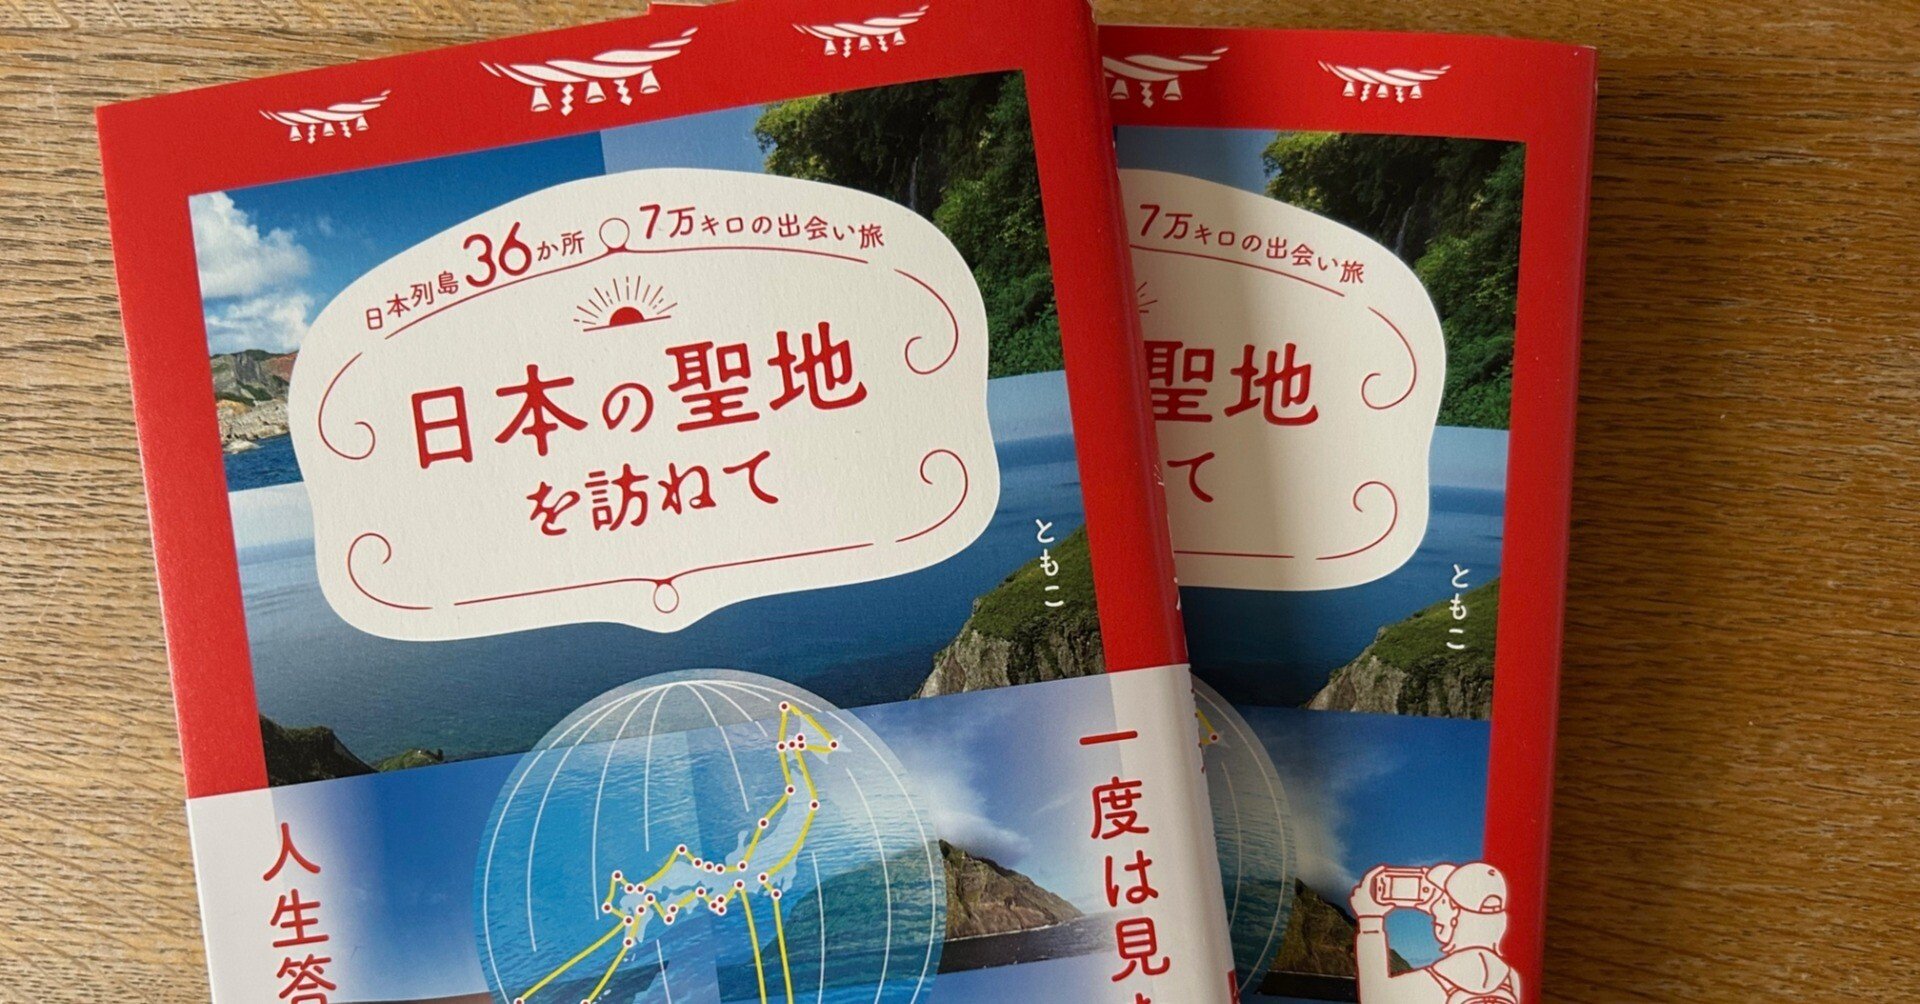 日本列島36か所 7万キロの出会い旅
日本の聖地
を訪ねて
ともこ
一度は見
人生答
7万キロの出会い旅
聖地
て
ともこ